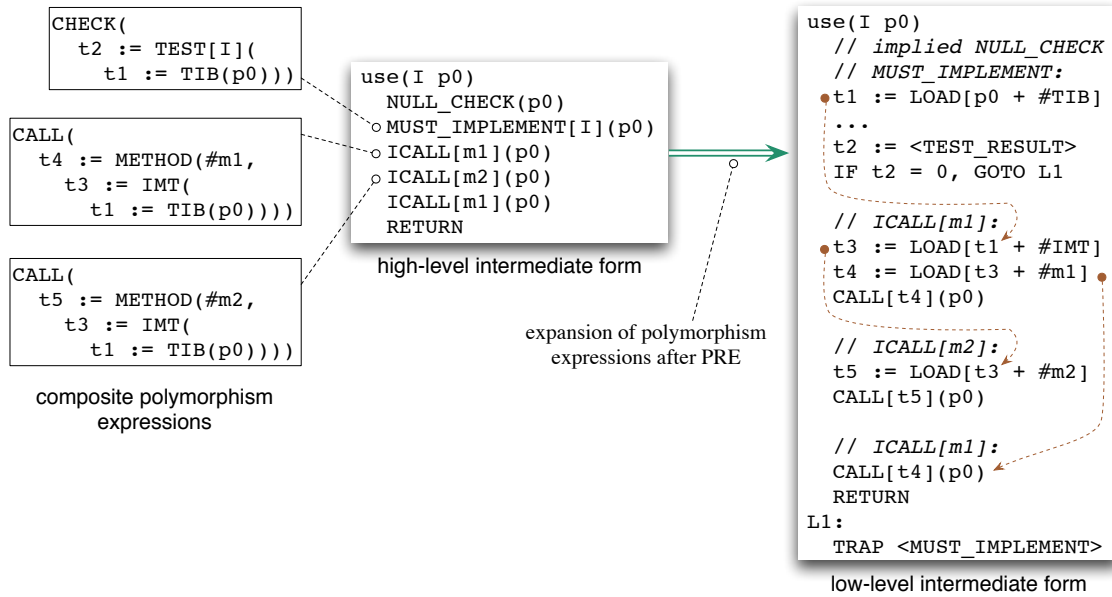 CHECK(
t2 := TEST[I](
t1 := TIB(p0)))
CALL(
t4 := METHOD(#m1,
t3 := IMT(
t1 := TIB(p0))))
CALL(
t5 := METHOD(#m2,
t3 := IMT(
t1 := TIB(p0))))
composite polymorphism
expressions
use(I p0)
NULL_CHECK(p0)
MUST_IMPLEMENT[I](p0)
ICALL[m1](p0)
ICALL[m2](p0)
ICALL[m1](p0)
RETURN
high-level intermediate form
expansion of polymorphism
expressions after PRE
use(I p0)
// implied NULL_CHECK
// MUST_IMPLEMENT:
t1 := LOAD[p0 + #TIB]
...
t2 := <TEST_RESULT>
IF t2 = 0, GOTO L1
// ICALL[m1]:
t3 := LOAD[t1 + #IMT]
t4 := LOAD[t3 + #m1]
CALL[t4](p0)
// ICALL[m2]:
t5 := LOAD[t3 + #m2]
CALL[t5](p0)
// ICALL[m1]:
CALL[t4](p0)
RETURN
L1:
TRAP <MUST_IMPLEMENT>
low-level intermediate form